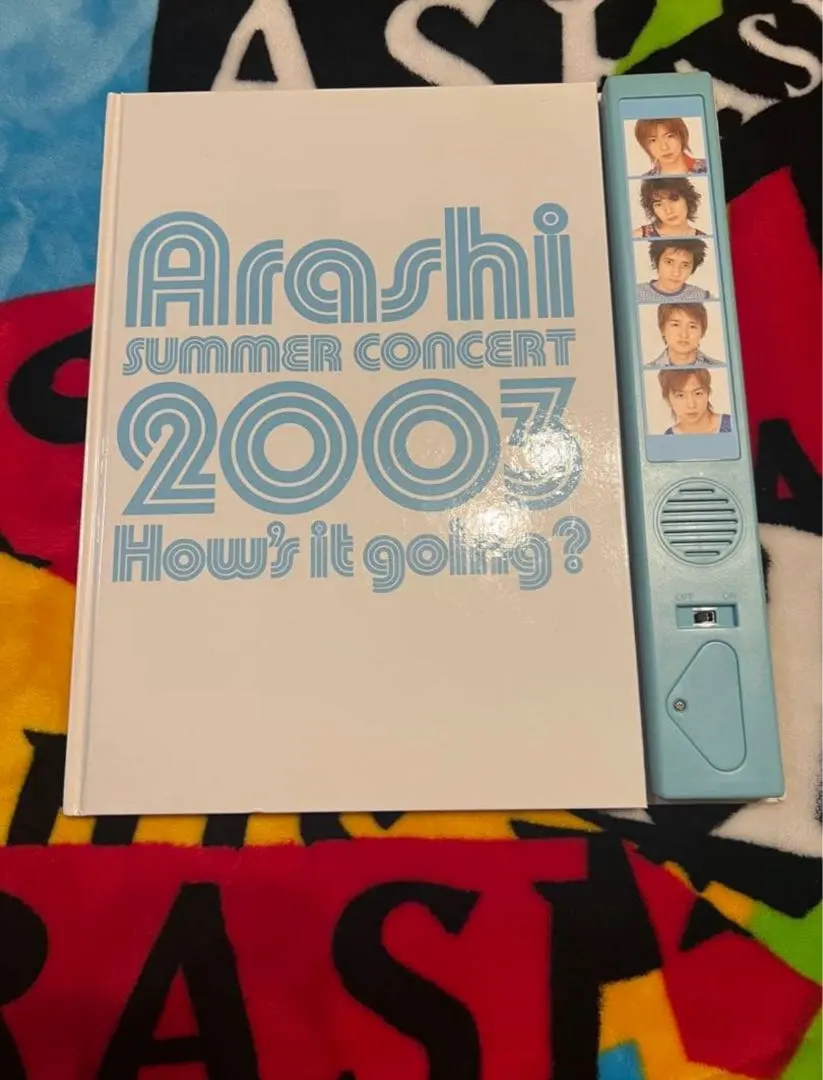 Arashi
SUMMER CONCERT
2003
How's it going?
OFF ON